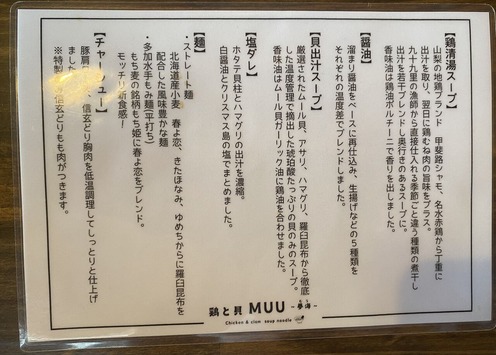 【鶏清湯スープ】
山梨の地鶏ブランド 甲斐路シャモ、名水赤鶏から丁重に
出汁を取り、翌日に鶏むね肉の旨味をプラス。
九十九里の漁師から直接仕入れる季節ごと違う種類の煮干し
出汁を若干ブレンドし奥行きのあるスープに。
香味油は鶏油ポルチーニで香りを出しました。
【醤油】
溜まり醤油をベースに再仕込み、生揚げなどの5種類を
それぞれの温度差でブレンドしました。
【貝出汁スープ】
厳選されたムール貝、アサリ、ハマグリ、羅臼昆布から徹底
した温度管理で摘出した琥珀酸たっぷりの貝のみのスープ。
香味油はムール貝ガーリック油に鶏油を合わせました。
【塩ダレ】
ホタテ貝柱とハマグリの出汁を濃縮。
白醤油とクリスマス島の塩でまとめました。
【麺】
・ストレート麺
北海道産小麦 春よ恋、きたほなみ、ゆめちからに羅臼昆布を
配合した風味豊かな麺
・多加水手もみ麺(平打ち)
もち麦の銘柄もち姫に春よ恋をブレンド。
モッチリ新食感!
【チャーシュー】
豚肩 、信玄どり胸肉を低温調理してしっとりと仕上げ
ました
※特製 信玄どりもも肉がつきます。
鶏と貝 MUU ~夢海~
Chicken & clam soup noodle